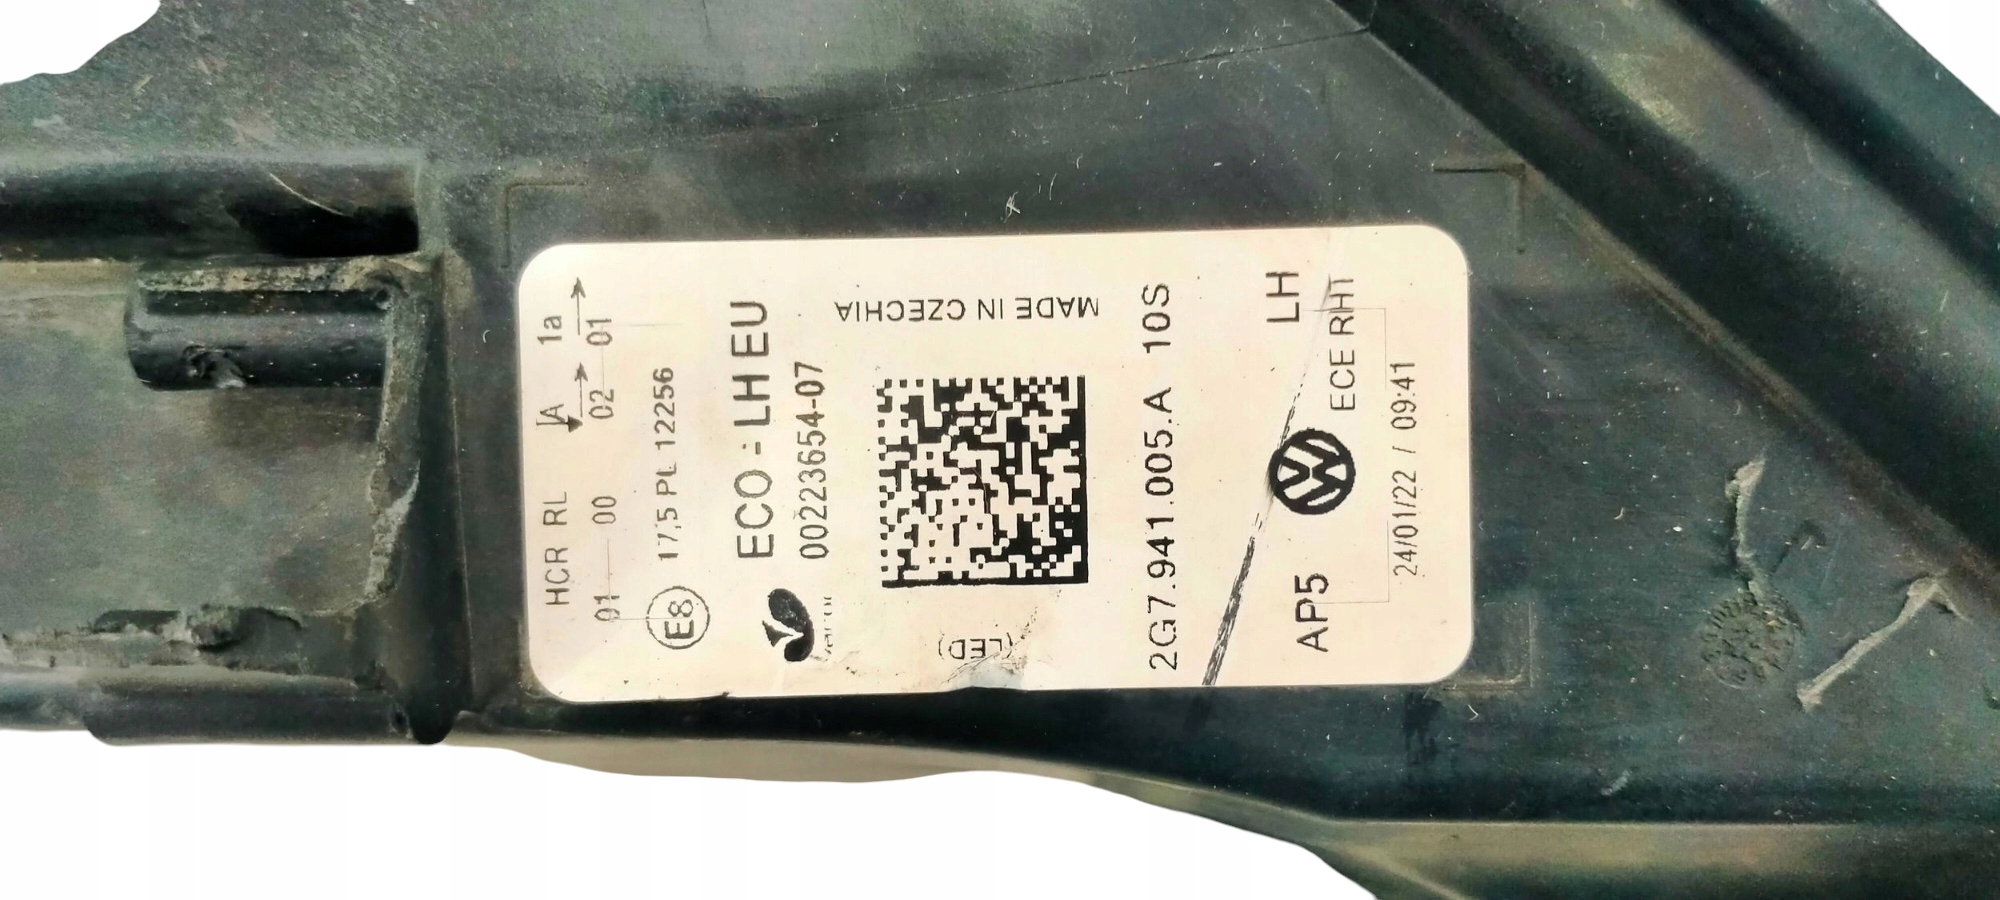 HCR RL A 1a
01 00 02 01
E8 17,5 PL 12256
ECO - LH EU
00223654-07
MADE IN CZECHIA
(LED)
2G7.941.005.A 10S
AP5 LH
ECE RHT
24/01/22 / 09:41